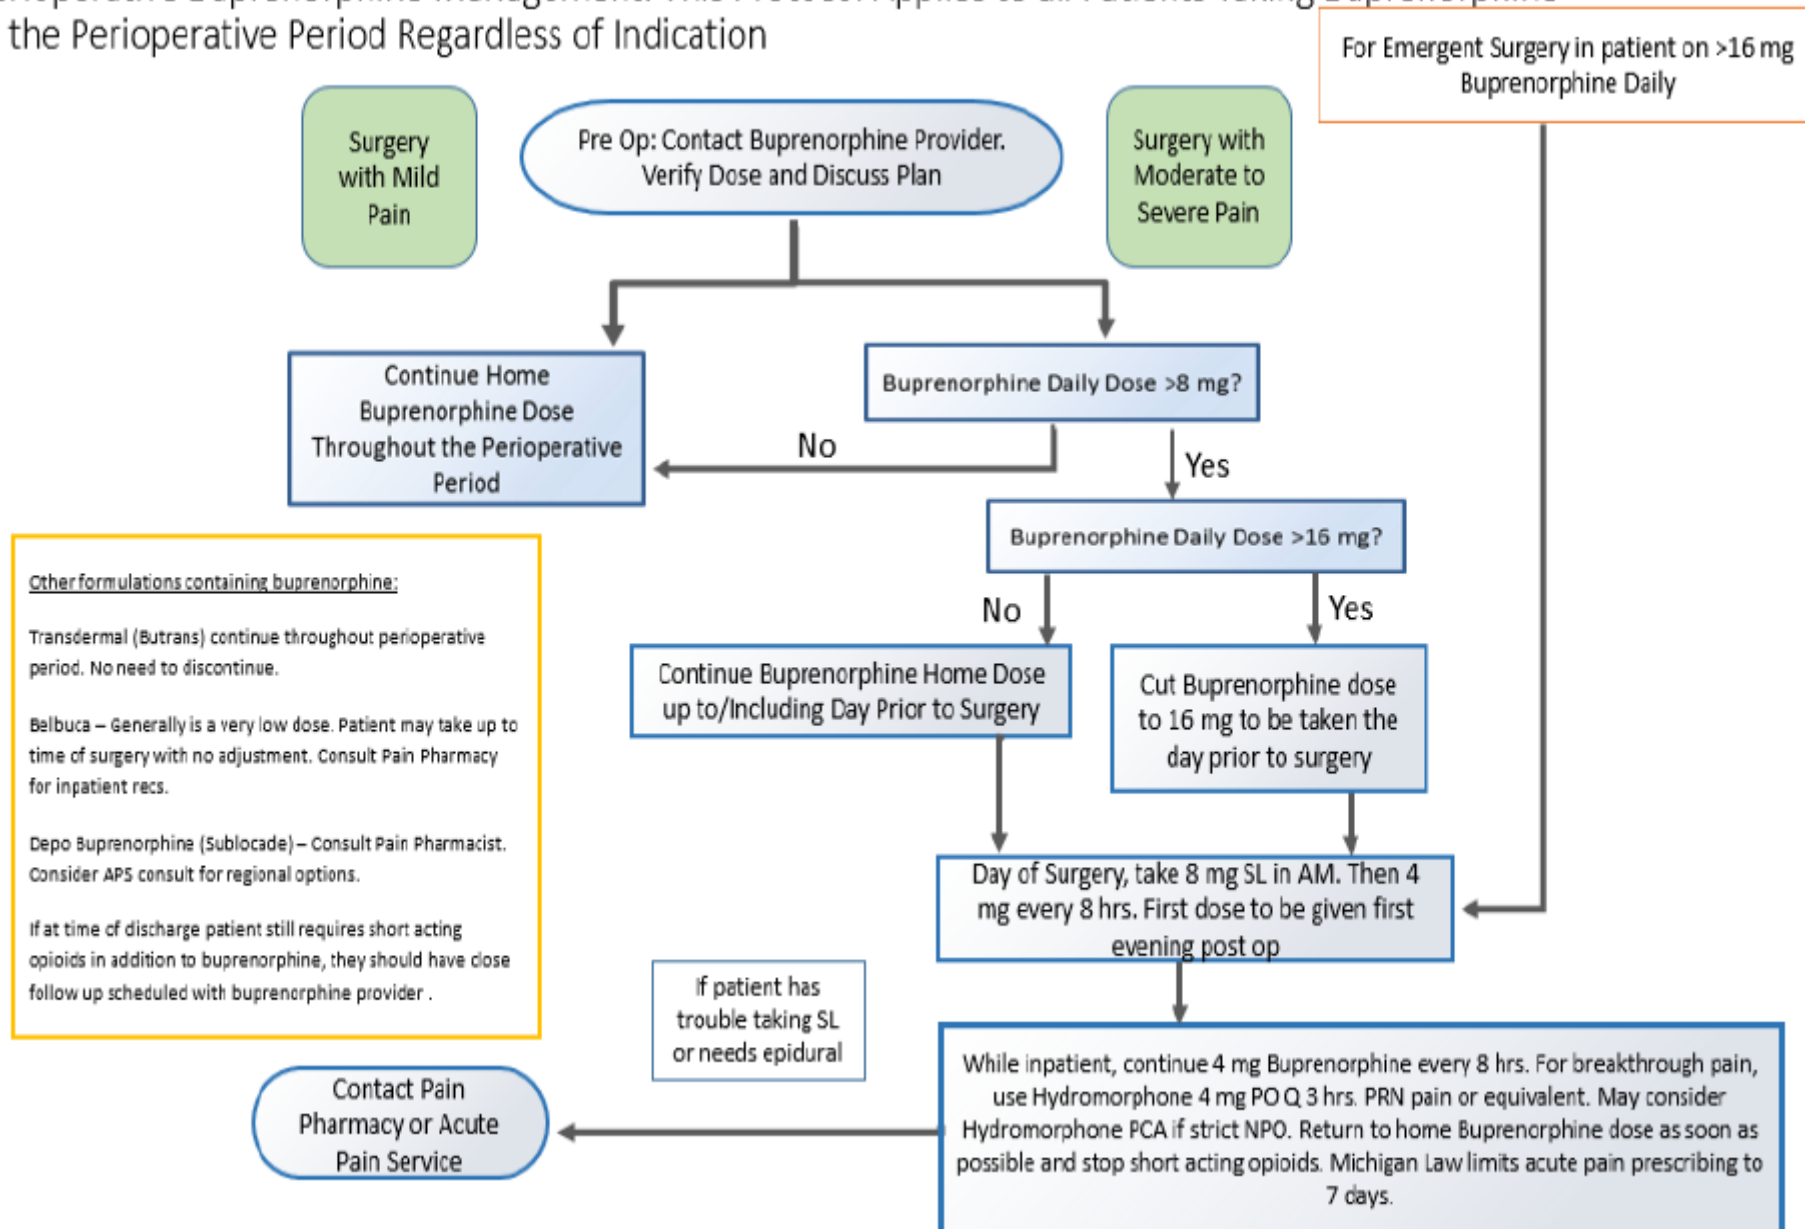 the Perioperative Period Regardless of Indication
For Emergent Surgery in patient on >16 mg
Buprenorphine Daily
Surgery
with Mild
Pain
Pre Op: Contact Buprenorphine Provider.
Verify Dose and Discuss Plan
Surgery with
Moderate to
Severe Pain
Continue Home
Buprenorphine Dose
Throughout the Perioperative
Period
Buprenorphine Daily Dose >8 mg?
No
Yes
Buprenorphine Daily Dose >16 mg?
No
Yes
Continue Buprenorphine Home Dose
up to/Including Day Prior to Surgery
Cut Buprenorphine dose
to 16 mg to be taken the
day prior to surgery
Other formulations containing buprenorphine:
Transdermal (Butrans) continue throughout perioperative
period. No need to discontinue.
Belbuca – Generally is a very low dose. Patient may take up to
time of surgery with no adjustment. Consult Pain Pharmacy
for inpatient recs.
Depo Buprenorphine (Sublocade) – Consult Pain Pharmacist.
Consider APS consult for regional options.
If at time of discharge patient still requires short acting
opioids in addition to buprenorphine, they should have close
follow up scheduled with buprenorphine provider .
Day of Surgery, take 8 mg SL in AM. Then 4
mg every 8 hrs. First dose to be given first
evening post op
If patient has
trouble taking SL
or needs epidural
Contact Pain
Pharmacy or Acute
Pain Service
While inpatient, continue 4 mg Buprenorphine every 8 hrs. For breakthrough pain,
use Hydromorphone 4 mg PO Q 3 hrs. PRN pain or equivalent. May consider
Hydromorphone PCA if strict NPO. Return to home Buprenorphine dose as soon as
possible and stop short acting opioids. Michigan Law limits acute pain prescribing to
7 days.